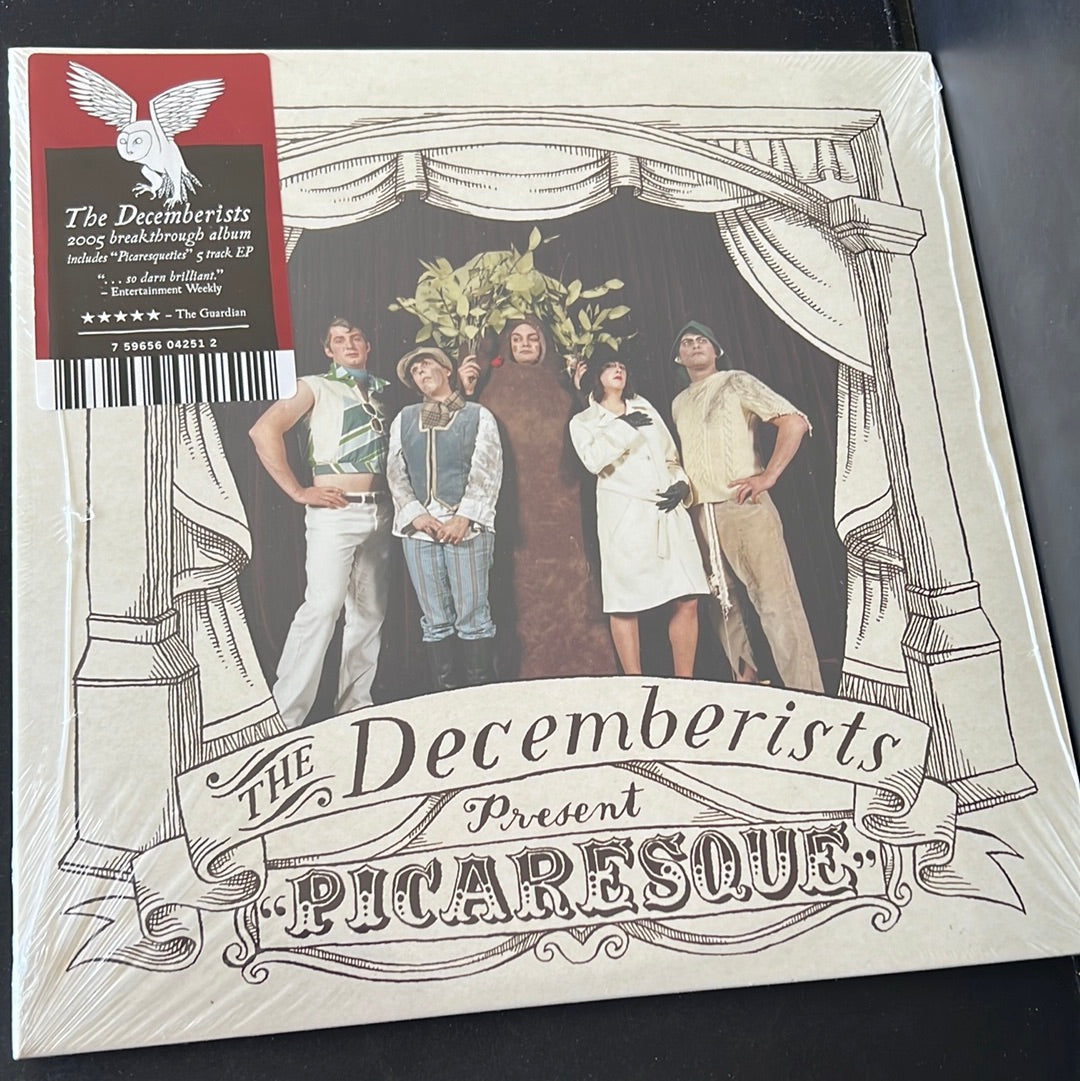 The Decemberists
2005 breakthrough album
includes "Picaresqueties" 5 track EP
"... so darn brilliant."
– Entertainment Weekly
★★★★★ – The Guardian
7 59656 04251 2
THE Decemberists
Present
"PICARESQUE"